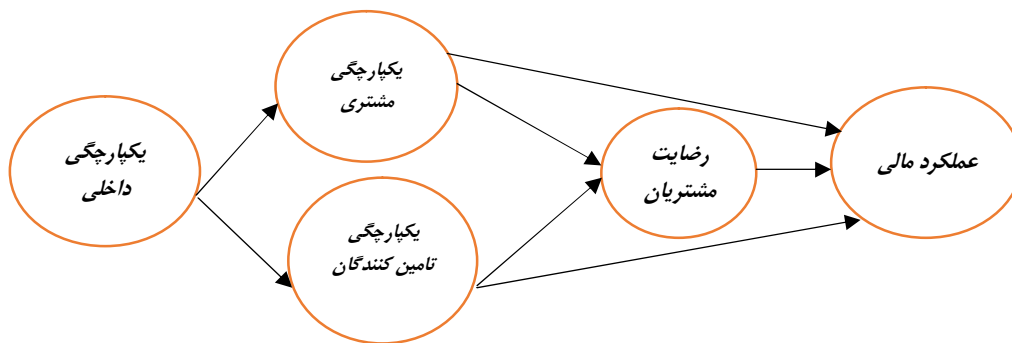 یکپارچگی
مشتری
یکپارچگی
داخلی
یکپارچگی
تامین کنندگان
رضایت
مشتریان
عملکرد مالی